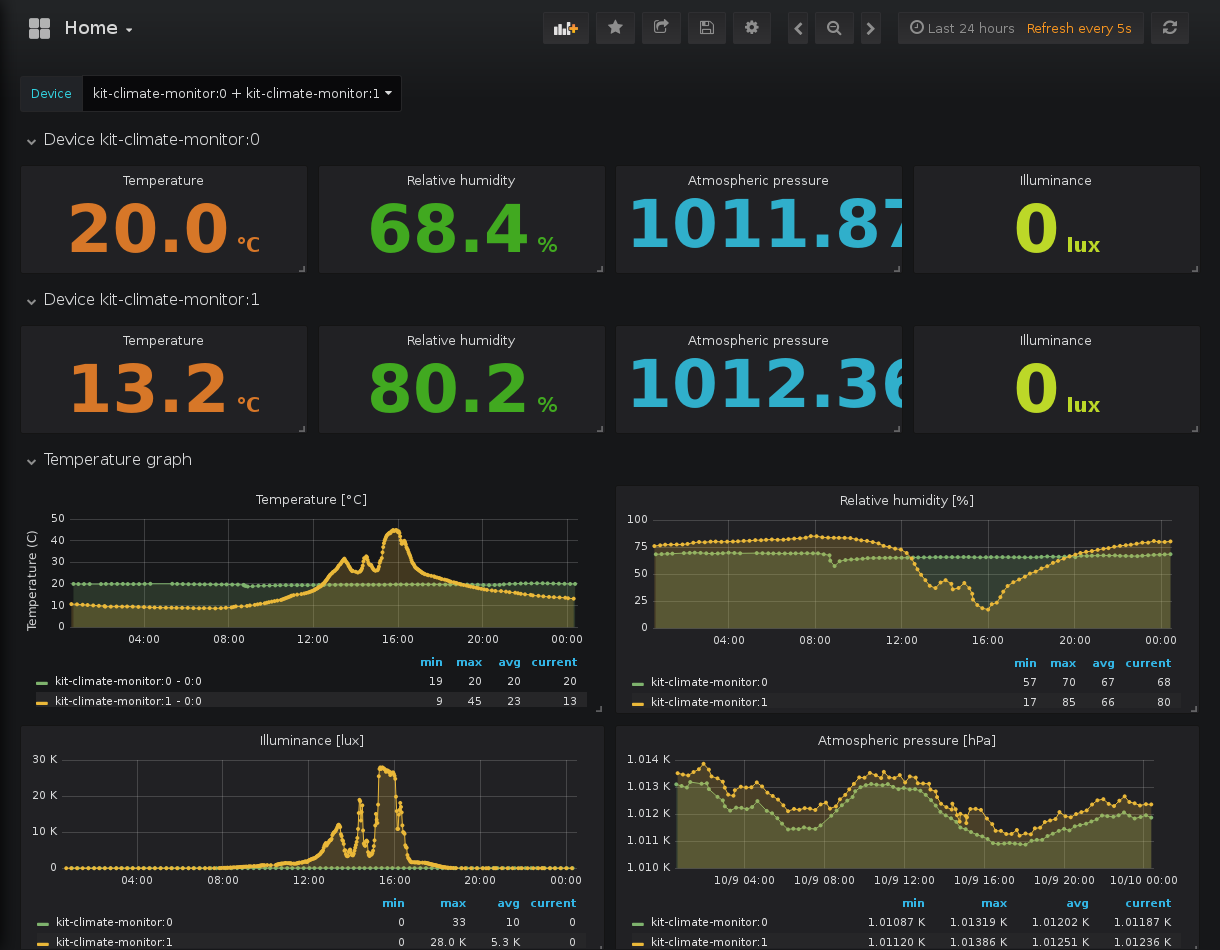 Home
Last 24 hours Refresh every 5s
Device kit-climate-monitor:0 + kit-climate-monitor:1
Device kit-climate-monitor:0
Temperature Relative humidity Atmospheric pressure Illuminance
20.0 °C 68.4 % 1011.87 0 lux
Device kit-climate-monitor:1
Temperature Relative humidity Atmospheric pressure Illuminance
13.2 °C 80.2 % 1012.36 0 lux
Temperature graph
Temperature [°C]
Temperature (C)
50
40
30
20
10
0
04:00 08:00 12:00 16:00 20:00 00:00
min max avg current
kit-climate-monitor:0 - 0:0 19 20 20 20
kit-climate-monitor:1 - 0:0 9 45 23 13
Relative humidity [%]
100
75
50
25
0
04:00 08:00 12:00 16:00 20:00 00:00
min max avg current
kit-climate-monitor:0 57 70 67 68
kit-climate-monitor:1 17 85 66 80
Illuminance [lux]
30 K
20 K
10 K
0
04:00 08:00 12:00 16:00 20:00 00:00
min max avg current
kit-climate-monitor:0 0 33 10 0
kit-climate-monitor:1 0 28.0 K 5.3 K 0
Atmospheric pressure [hPa]
1.014 K
1.013 K
1.012 K
1.011 K
1.010 K
10/9 04:00 10/9 08:00 10/9 12:00 10/9 16:00 10/9 20:00 10/10 00:00
min max avg current
kit-climate-monitor:0 1.01087 K 1.01319 K 1.01202 K 1.01187 K
kit-climate-monitor:1 1.01120 K 1.01386 K 1.01251 K 1.01236 K